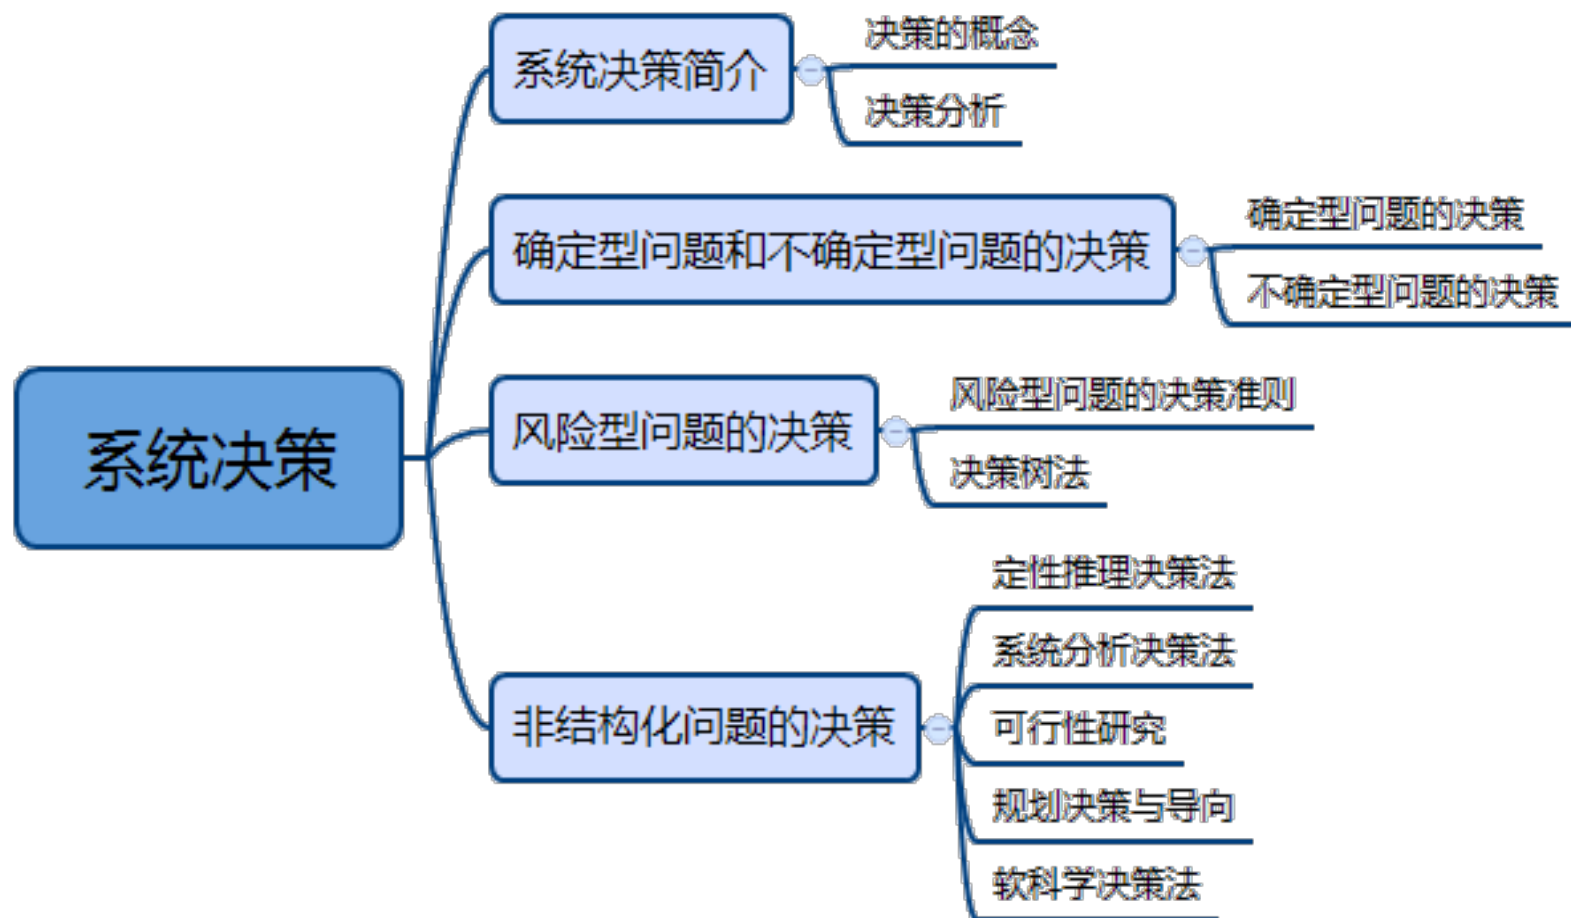 系统决策
系统决策简介
决策的概念
决策分析
确定型问题和不确定型问题的决策
确定型问题的决策
不确定型问题的决策
风险型问题的决策
风险型问题的决策准则
决策树法
非结构化问题的决策
定性推理决策法
系统分析决策法
可行性研究
规划决策与导向
软科学决策法